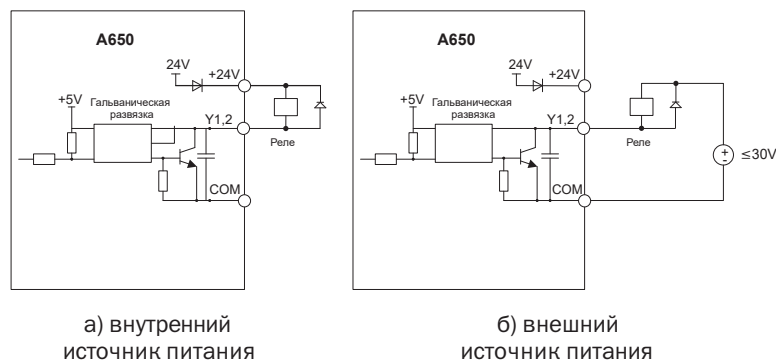 A650
24V
+24V
+5V
Гальваническая
развязка
Y1,2
Реле
COM
а) внутренний
источник питания
A650
24V
+24V
+5V
Гальваническая
развязка
Y1,2
Реле
+
-
≤30V
COM
б) внешний
источник питания